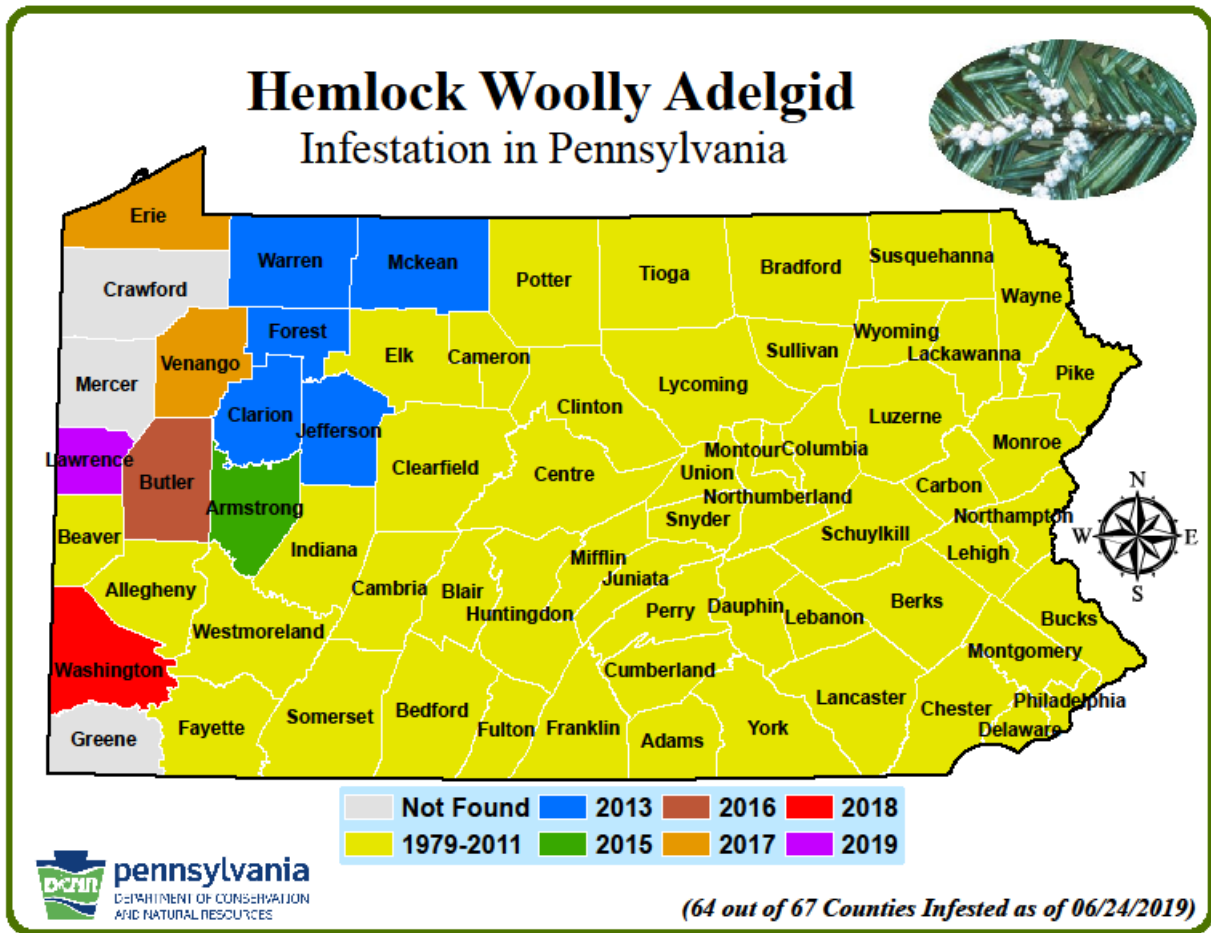 Hemlock Woolly Adelgid
Infestation in Pennsylvania
Erie
Crawford
Warren
Mckean
Potter
Tioga
Bradford
Susquehanna
Wayne
Mercer
Venango
Forest
Elk
Cameron
Sullivan
Wyoming
Lackawanna
Pike
Lycoming
Clarion
Jefferson
Clinton
Luzerne
Monroe
Lawrence
Butler
Clearfield
Centre
Montour
Columbia
Union
Carbon
Armstrong
Northumberland
Northampton
Snyder
Beaver
Indiana
Schuylkill
Lehigh
Mifflin
Juniata
Allegheny
Cambria
Blair
Huntingdon
Perry
Dauphin
Lebanon
Berks
Bucks
Westmoreland
Montgomery
Washington
Cumberland
Lancaster
Philadelphia
Greene
Fayette
Somerset
Bedford
Fulton
Franklin
Adams
York
Chester
Delaware
N
W
E
S
Not Found
2013
2016
2018
1979-2011
2015
2017
2019
DCNR
pennsylvania
DEPARTMENT OF CONSERVATION
AND NATURAL RESOURCES
(64 out of 67 Counties Infested as of 06/24/2019)